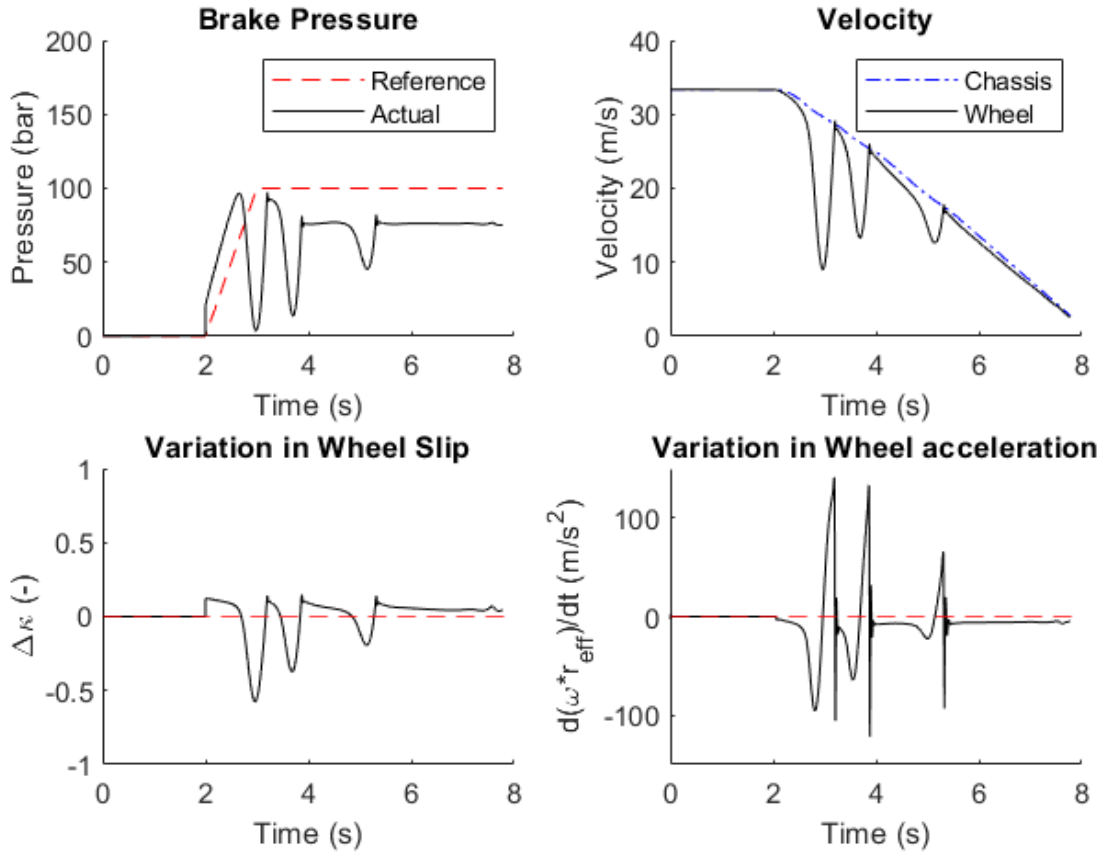 Brake Pressure
200
150
100
50
0
0
2
4
6
8
Pressure (bar)
Time (s)
Reference
Actual
Velocity
40
30
20
10
0
0
2
4
6
8
Velocity (m/s)
Time (s)
Chassis
Wheel
Variation in Wheel Slip
1
0.5
0
-0.5
-1
0
2
4
6
8
Δκ (-)
Time (s)
Variation in Wheel acceleration
100
0
-100
0
2
4
6
8
d(ω*r_eff)/dt (m/s²)
Time (s)